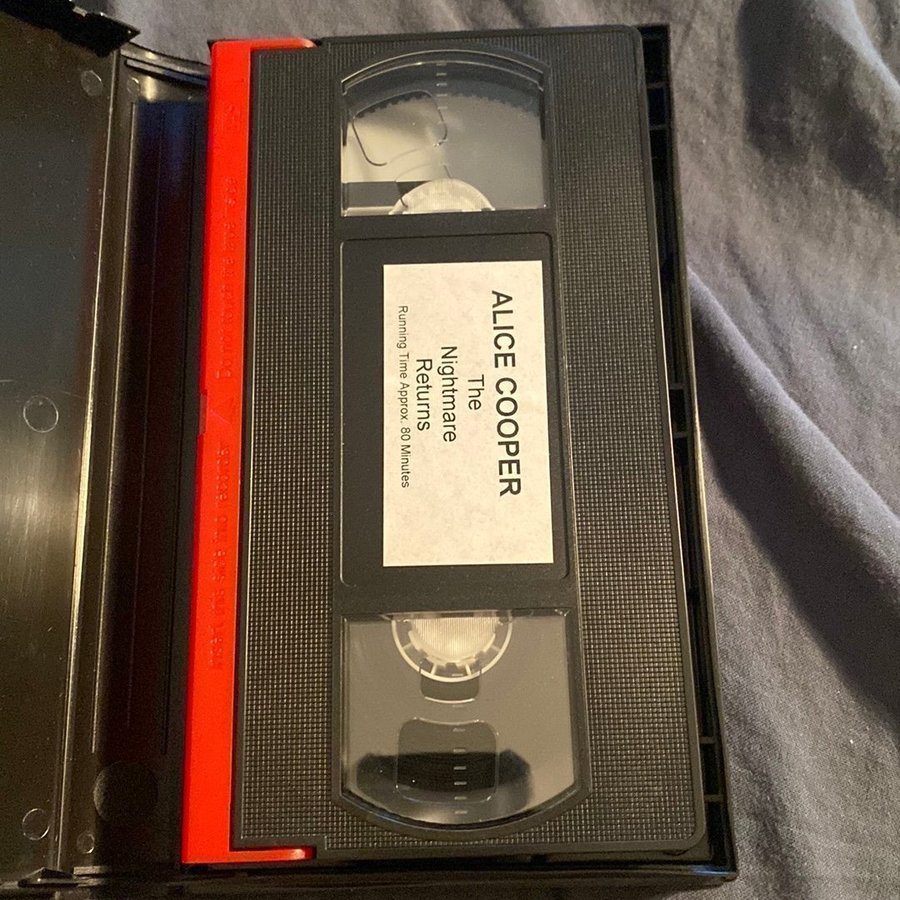 ALICE COOPER
The
Nightmare
Returns
Running Time Approx. 80 Minutes